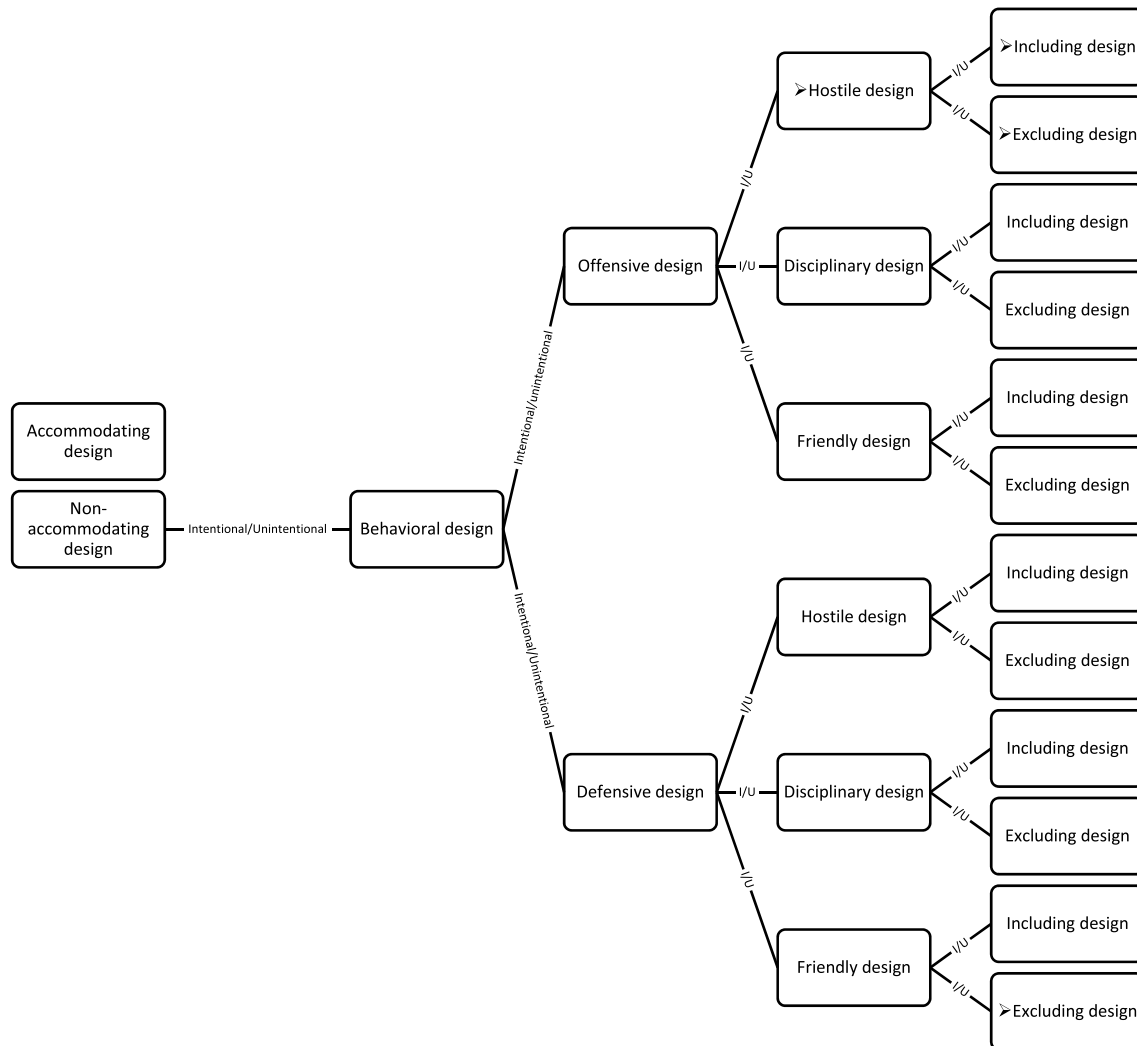 ➢Including design
I/U
➢Hostile design
I/U
➢Excluding design
I/U
Including design
I/U
Offensive design
I/U
Disciplinary design
I/U
Excluding design
I/U
Including design
I/U
Friendly design
I/U
Excluding design
Intentional/unintentional
Accommodating
design
Non-
accommodating
design
Intentional/Unintentional
Behavioral design
Intentional/Unintentional
Including design
I/U
Hostile design
I/U
Excluding design
I/U
Including design
I/U
Defensive design
I/U
Disciplinary design
I/U
Excluding design
I/U
Including design
I/U
Friendly design
I/U
➢Excluding design